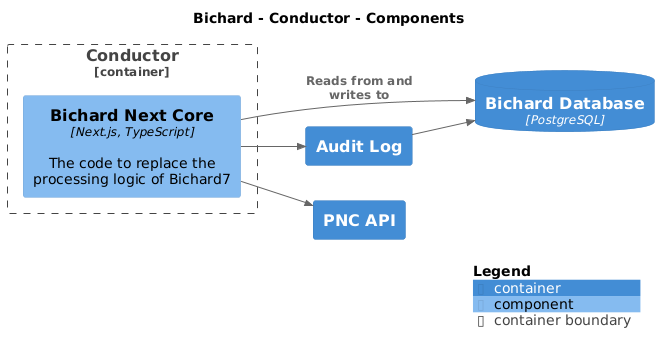 Bichard - Conductor - Components
Conductor
[container]
Bichard Next Core
[Next.js, TypeScript]
The code to replace the
processing logic of Bichard7
Reads from and
writes to
Audit Log
PNC API
Bichard Database
[PostgreSQL]
Legend
container
component
container boundary